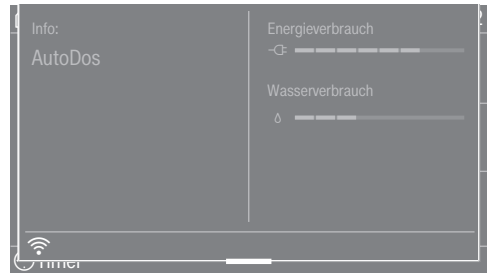 Info:
AutoDos
Energieverbrauch
Wasserverbrauch
Timer